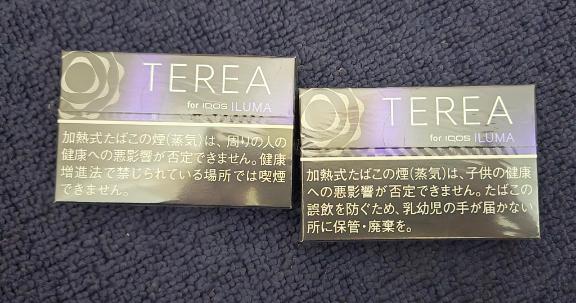 TEREA
for IQOS ILUMA
加熱式たばこの煙(蒸気)は、周りの人の
健康への悪影響が否定できません。健康
増進法で禁じられている場所では喫煙
できません。
TEREA
for IQOS ILUMA
加熱式たばこの煙(蒸気)は、子供の健康
への悪影響が否定できません。たばこの
誤飲を防ぐため、乳幼児の手が届かない
所に保管・廃棄を。